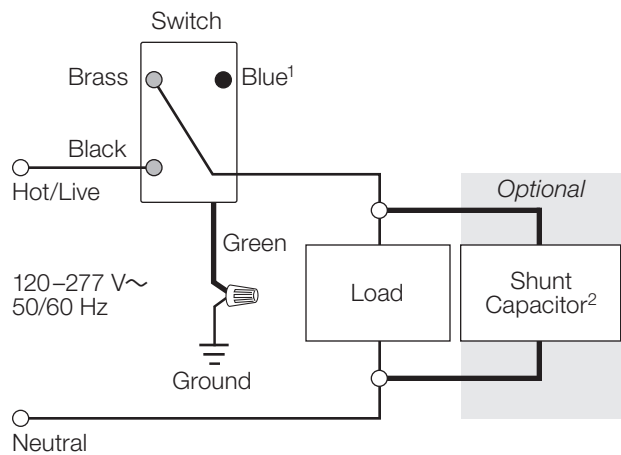 Switch
Brass
Blue¹
Black
Hot/Live
Optional
Green
120–277 V~
50/60 Hz
Load
Shunt
Capacitor²
Ground
Neutral